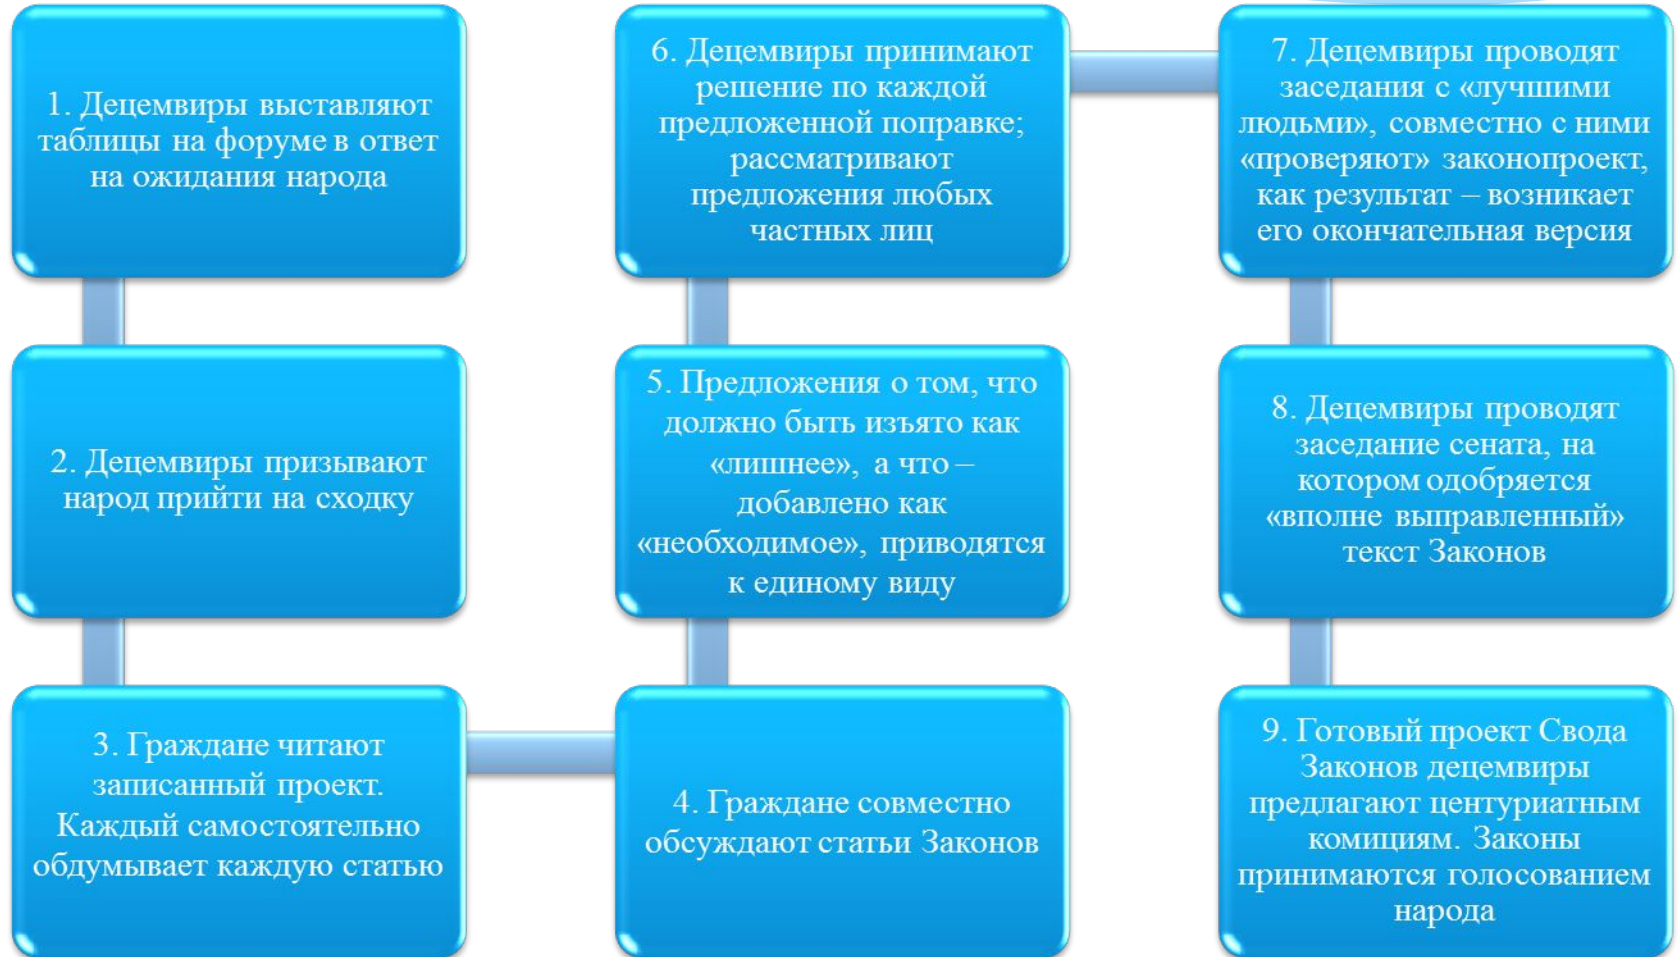 1. Децемвиры выставляют
таблицы на форуме в ответ
на ожидания народа
2. Децемвиры призывают
народ прийти на сходку
3. Граждане читают
записанный проект.
Каждый самостоятельно
обдумывает каждую статью
4. Граждане совместно
обсуждают статьи Законов
5. Предложения о том, что
должно быть изъято как
«лишнее», а что –
добавлено как
«необходимое», приводятся
к единому виду
6. Децемвиры принимают
решение по каждой
предложенной поправке;
рассматривают
предложения любых
частных лиц
7. Децемвиры проводят
заседания с «лучшими
людьми», совместно с ними
«проверяют» законопроект,
как результат – возникает
его окончательная версия
8. Децемвиры проводят
заседание сената, на
котором одобряется
«вполне выправленный»
текст Законов
9. Готовый проект Свода
Законов децемвиры
предлагают центуриатным
комициям. Законы
принимаются голосованием
народа